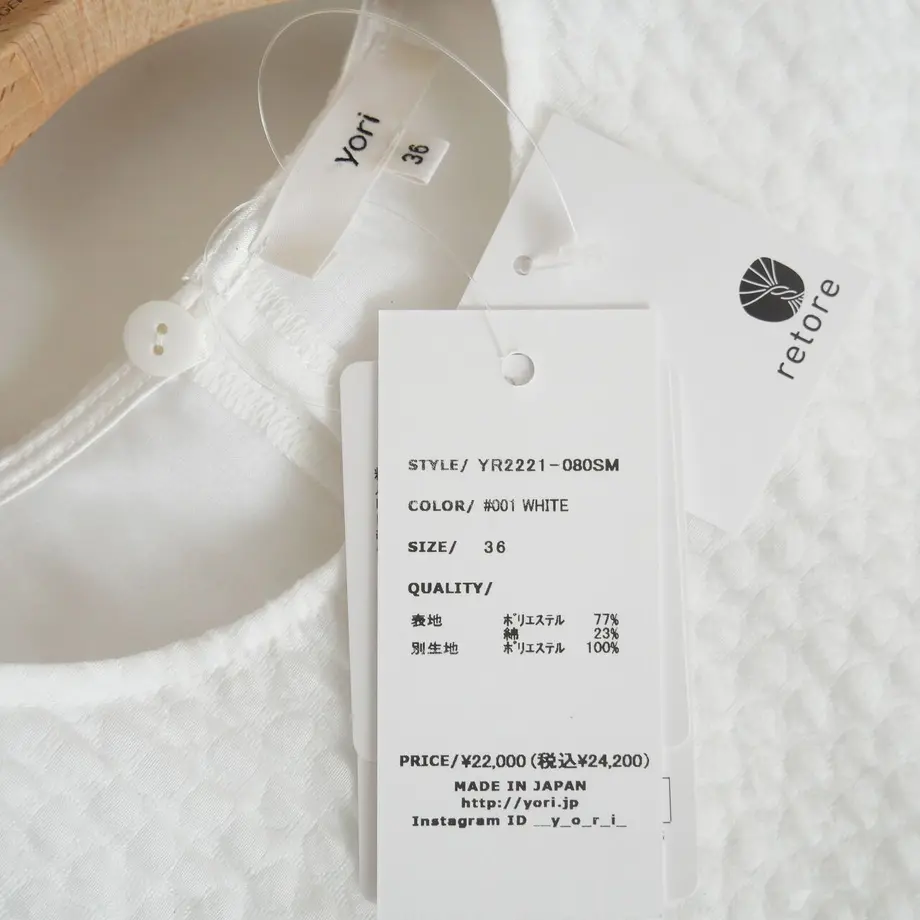 yori
36
retore
STYLE/ YR2221-080SM
COLOR/ #001 WHITE
SIZE/ 36
QUALITY/
表地 ポリエステル 77%
綿 23%
別生地 ポリエステル 100%
PRICE/¥22,000(税込¥24,200)
MADE IN JAPAN
http://yori.jp
Instagram ID __y_o_r_i_